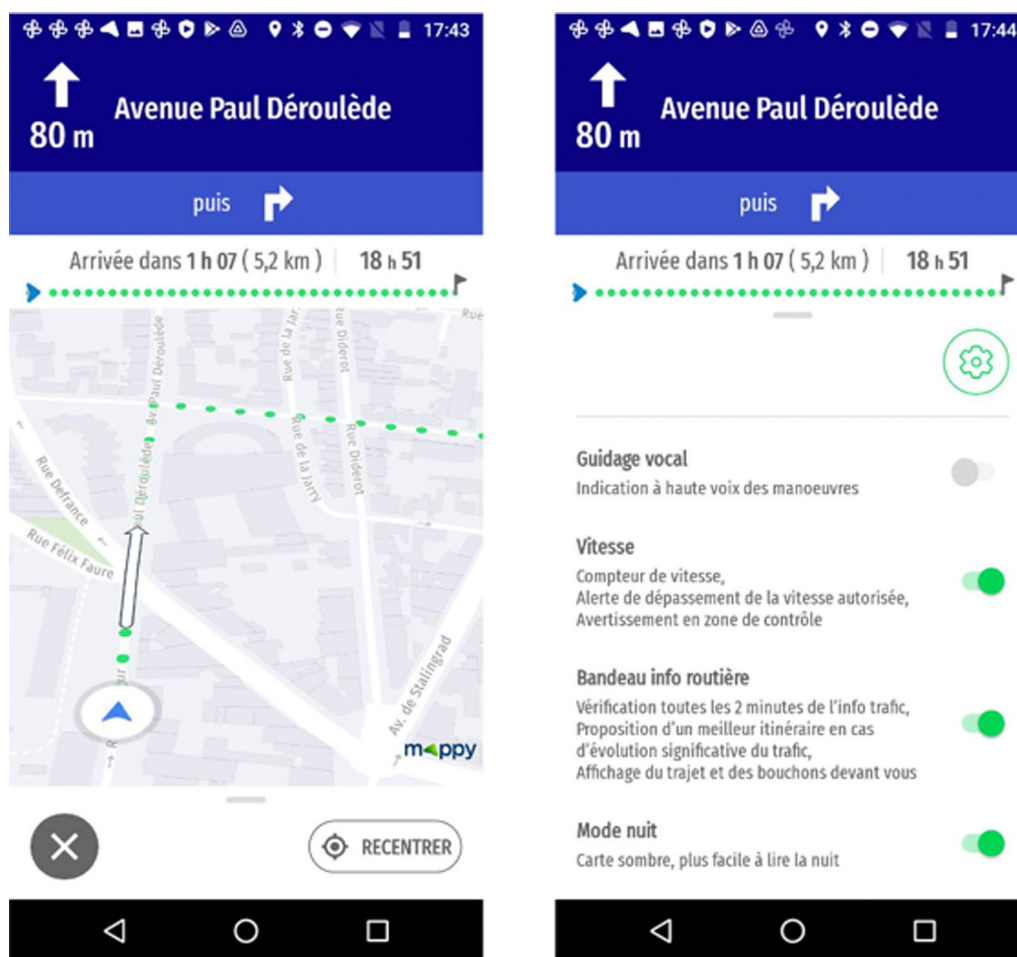 17:43
Avenue Paul Déroulède
80 m
puis
Arrivée dans 1 h 07 ( 5,2 km ) 18 h 51
Rue
Av. Paul Déroulède
Rue de la Jarry
Rue Diderot
Rue Defrance
Rue de la Jarry
Rue Diderot
Rue Félix Faure
Av. de Stalingrad
mappy
RECENTRER
17:44
Avenue Paul Déroulède
80 m
puis
Arrivée dans 1 h 07 ( 5,2 km ) 18 h 51
Guidage vocal
Indication à haute voix des manoeuvres
Vitesse
Compteur de vitesse,
Alerte de dépassement de la vitesse autorisée,
Avertissement en zone de contrôle
Bandeau info routière
Vérification toutes les 2 minutes de l'info trafic,
Proposition d'un meilleur itinéraire en cas
d'évolution significative du trafic,
Affichage du trajet et des bouchons devant vous
Mode nuit
Carte sombre, plus facile à lire la nuit